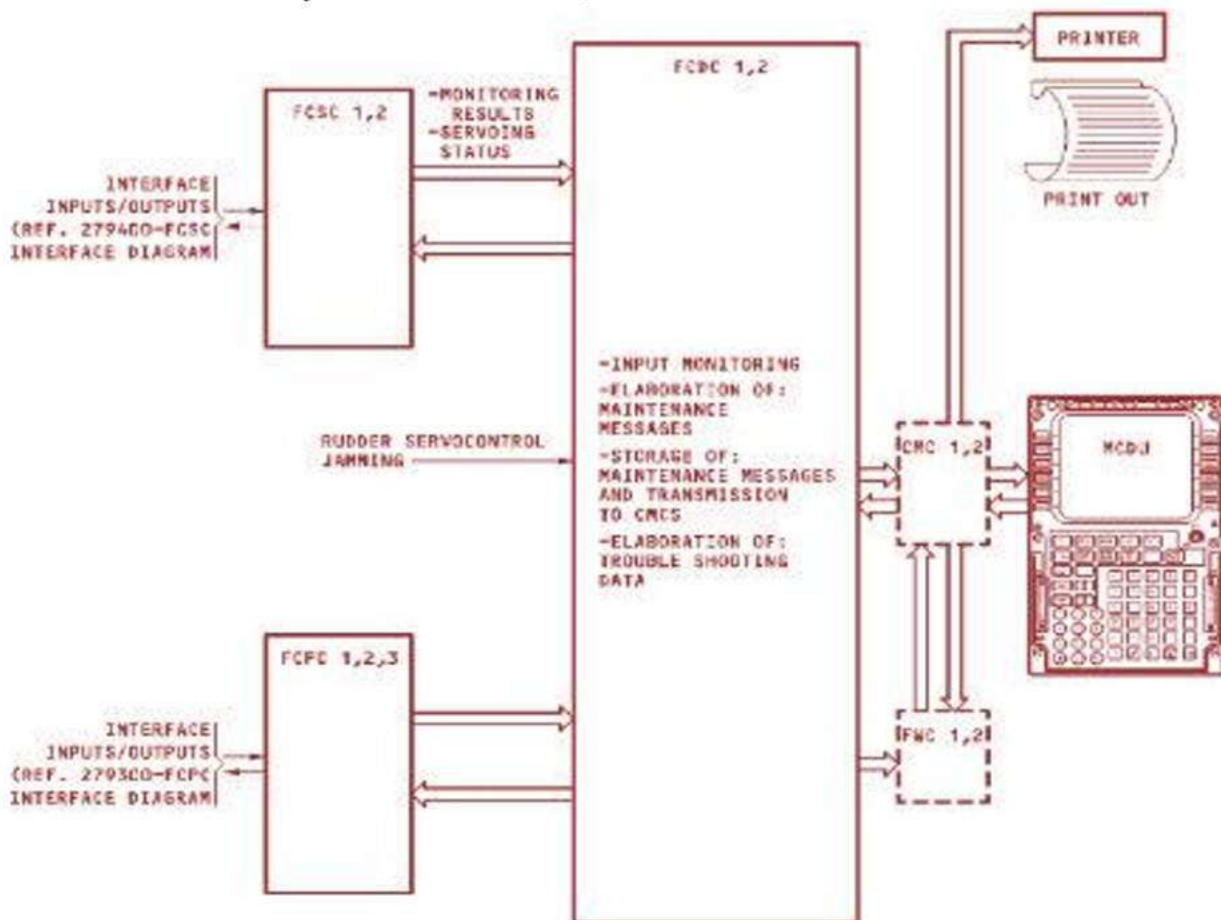 PRINTER
FCDC 1,2
FCSC 1,2
-MONITORING
RESULTS
-SERVOING
STATUS
INTERFACE
INPUTS/OUTPUTS
(REF. 279400-FCSC
INTERFACE DIAGRAM
PRINT OUT
-INPUT MONITORING
-ELABORATION OF:
MAINTENANCE
MESSAGES
-STORAGE OF:
MAINTENANCE MESSAGES
AND TRANSMISSION
TO CMCS
-ELABORATION OF:
TROUBLE SHOOTING
DATA
RUDDER SERVOCONTROL
JAMMING
CMC 1,2
MCDU
FCPC 1,2,3
INTERFACE
INPUTS/OUTPUTS
(REF. 279300-FCPC
INTERFACE DIAGRAM
FWC 1,2